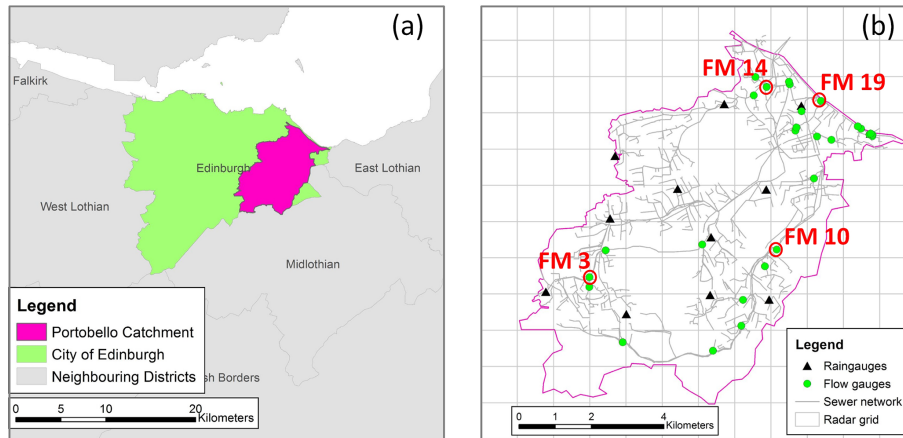 (a)
Falkirk
Edinburgh
East Lothian
West Lothian
Midlothian
Legend
Portobello Catchment
City of Edinburgh
Neighbouring Districts
sh Borders
0 5 10 20
Kilometers
(b)
FM 14
FM 19
FM 10
FM 3
Legend
Raingauges
Flow gauges
Sewer network
Radar grid
0 1 2 4
Kilometers